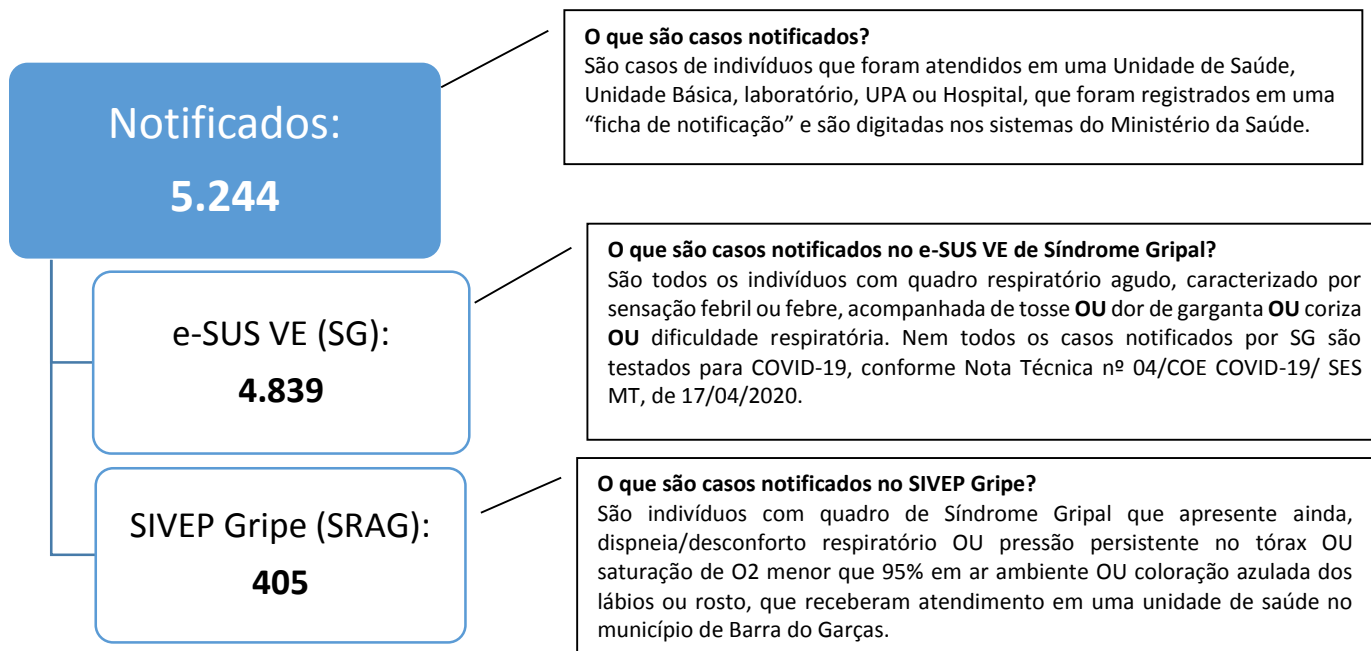 O que são casos notificados?
São casos de indivíduos que foram atendidos em uma Unidade de Saúde,
Unidade Básica, laboratório, UPA ou Hospital, que foram registrados em uma
“ficha de notificação” e são digitadas nos sistemas do Ministério da Saúde.
Notificados:
5.244
O que são casos notificados no e-SUS VE de Síndrome Gripal?
São todos os indivíduos com quadro respiratório agudo, caracterizado por
sensação febril ou febre, acompanhada de tosse OU dor de garganta OU coriza
OU dificuldade respiratória. Nem todos os casos notificados por SG são
testados para COVID-19, conforme Nota Técnica nº 04/COE COVID-19/ SES
MT, de 17/04/2020.
e-SUS VE (SG):
4.839
O que são casos notificados no SIVEP Gripe?
São indivíduos com quadro de Síndrome Gripal que apresente ainda,
dispneia/desconforto respiratório OU pressão persistente no tórax OU
saturação de O2 menor que 95% em ar ambiente OU coloração azulada dos
lábios ou rosto, que receberam atendimento em uma unidade de saúde no
município de Barra do Garças.
SIVEP Gripe (SRAG):
405